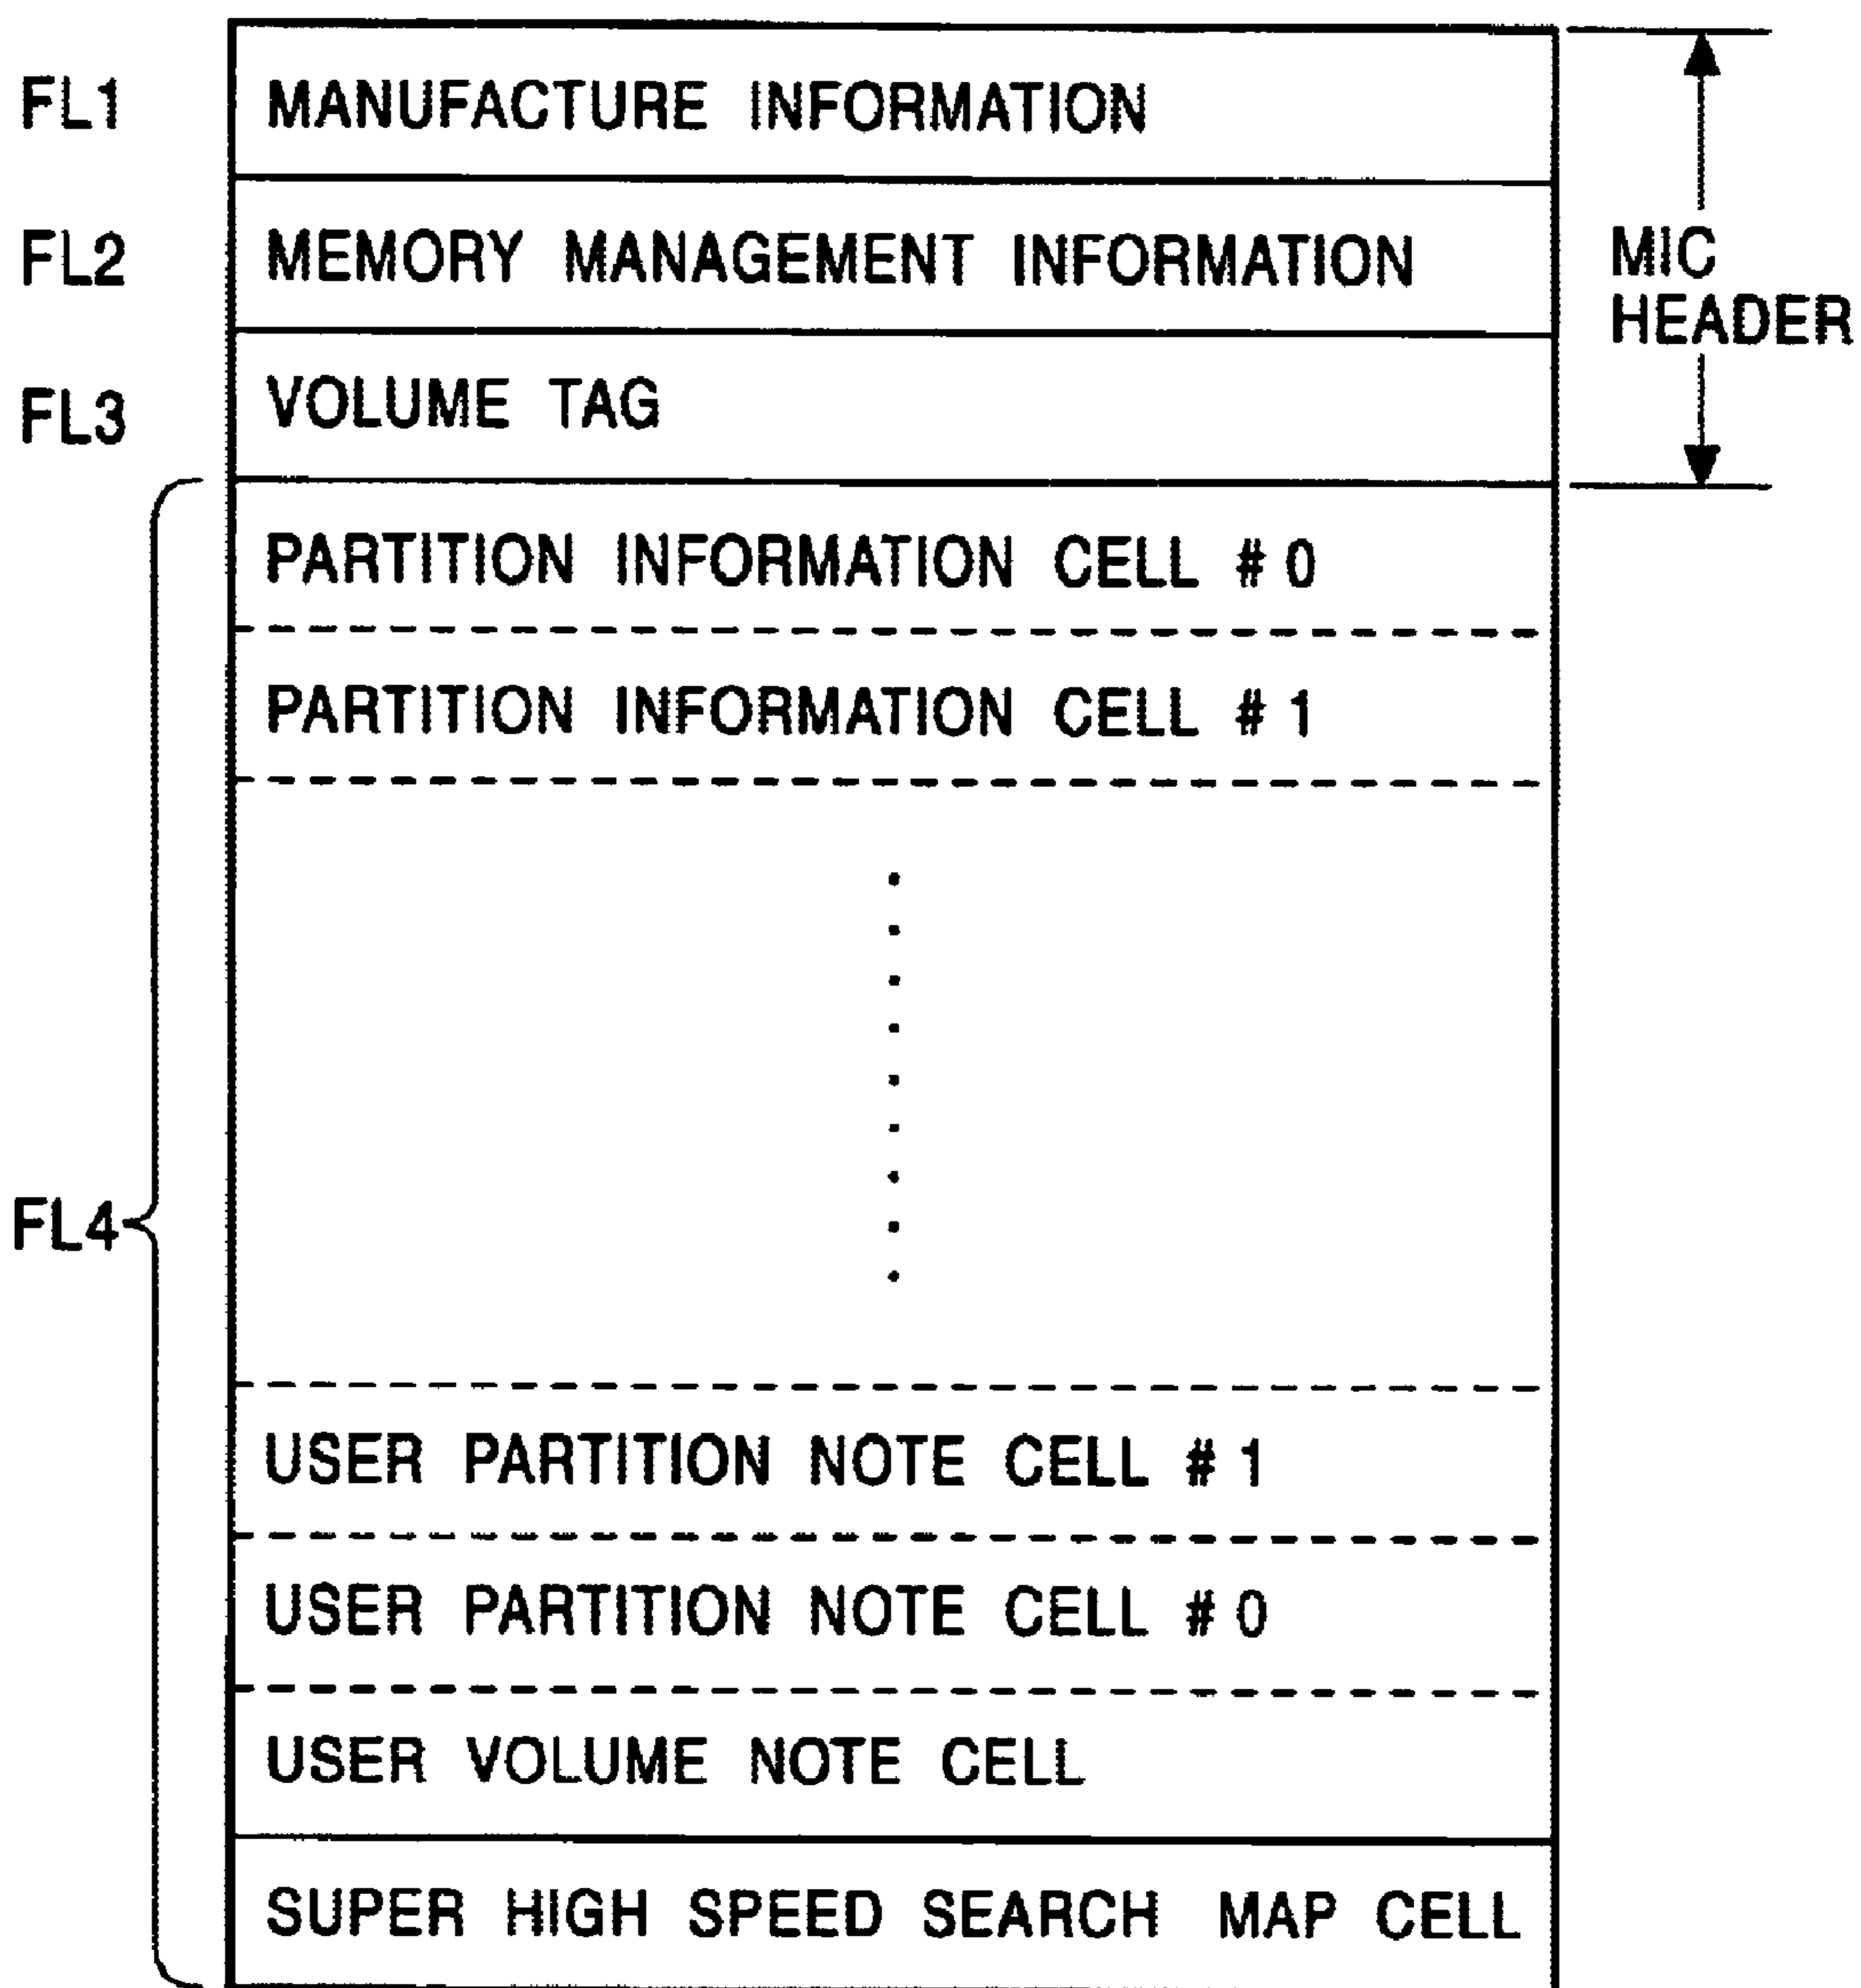 FL1 MANUFACTURE INFORMATION
FL2 MEMORY MANAGEMENT INFORMATION
MIC
HEADER
FL3 VOLUME TAG
PARTITION INFORMATION CELL # 0
PARTITION INFORMATION CELL # 1
FL4
USER PARTITION NOTE CELL # 1
USER PARTITION NOTE CELL # 0
USER VOLUME NOTE CELL
SUPER HIGH SPEED SEARCH MAP CELL